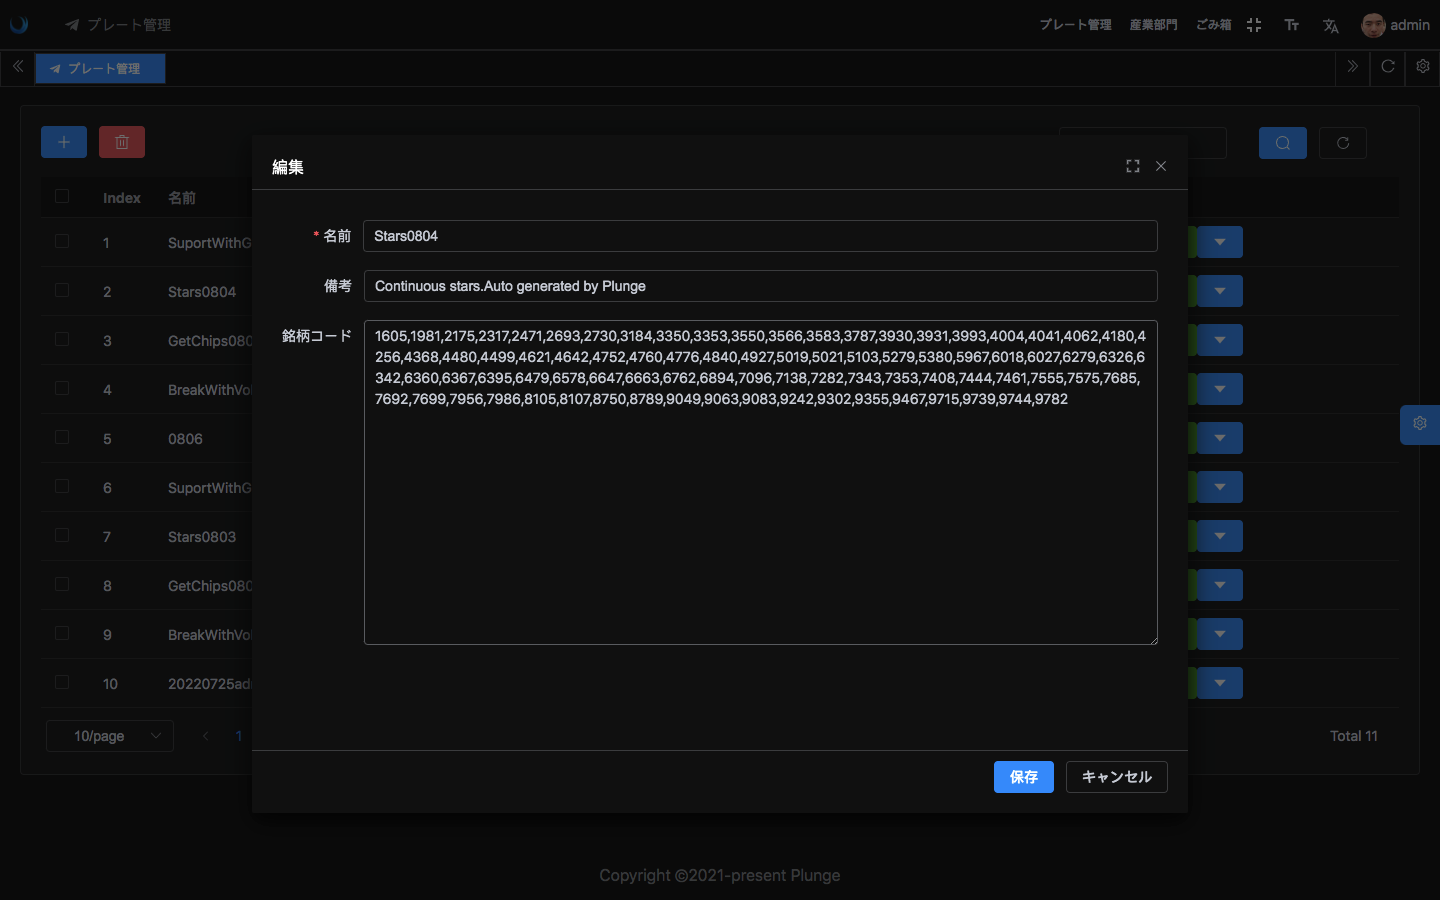 プレート管理
プレート管理 産業部門 ごみ箱 admin
プレート管理
編集
Index 名前
* 名前 Stars0804
備考 Continuous stars.Auto generated by Plunge
銘柄コード 1605,1981,2175,2317,2471,2693,2730,3184,3350,3353,3550,3566,3583,3787,3930,3931,3993,4004,4041,4062,4180,4
256,4368,4480,4499,4621,4642,4752,4760,4776,4840,4927,5019,5021,5103,5279,5380,5967,6018,6027,6279,6326,6
342,6360,6367,6395,6479,6578,6647,6663,6762,6894,7096,7138,7282,7343,7353,7408,7444,7461,7555,7575,7685,
7692,7699,7956,7986,8105,8107,8750,8789,9049,9063,9083,9242,9302,9355,9467,9715,9739,9744,9782
1 SuportWithG
2 Stars0804
3 GetChips080
4 BreakWithVol
5 0806
6 SuportWithG
7 Stars0803
8 GetChips080
9 BreakWithVol
10 20220725ad
10/page 1 Total 11
保存 キャンセル
Copyright ©2021-present Plunge